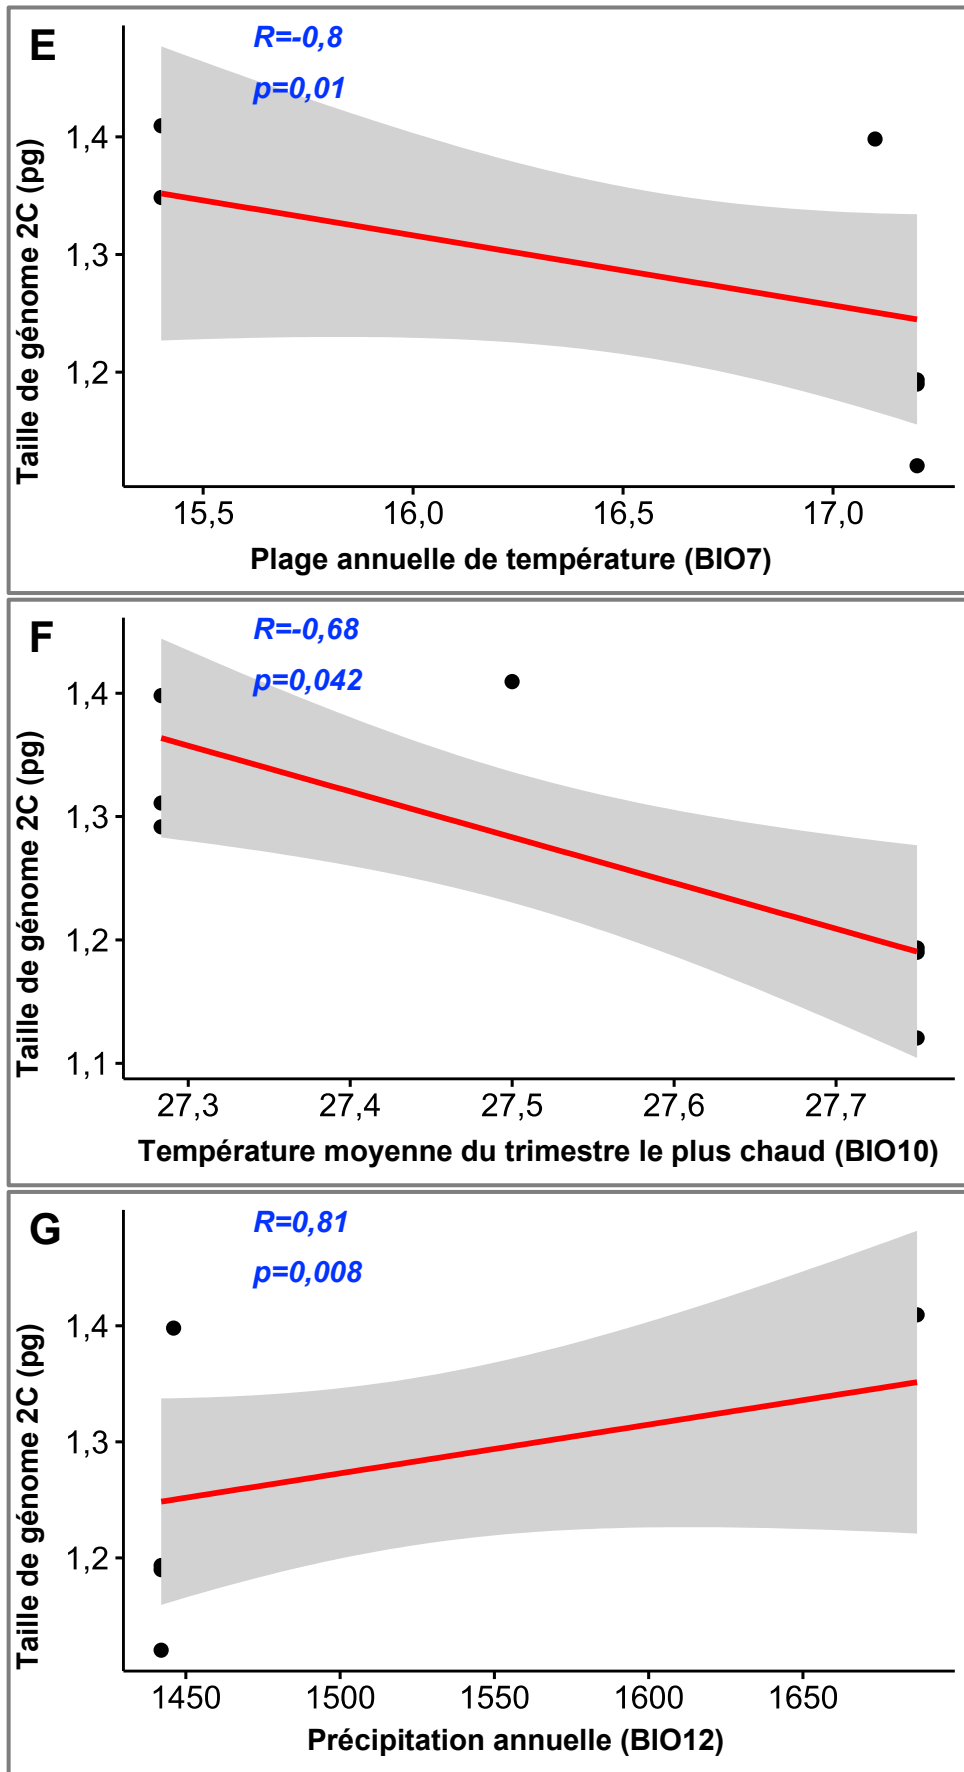 E
R=-0,8
p=0,01
Taille de génome 2C (pg)
1,4
1,3
1,2
15,5 16,0 16,5 17,0
Plage annuelle de température (BIO7)
F
R=-0,68
p=0,042
Taille de génome 2C (pg)
1,4
1,3
1,2
1,1
27,3 27,4 27,5 27,6 27,7
Température moyenne du trimestre le plus chaud (BIO10)
G
R=0,81
p=0,008
Taille de génome 2C (pg)
1,4
1,3
1,2
1450 1500 1550 1600 1650
Précipitation annuelle (BIO12)